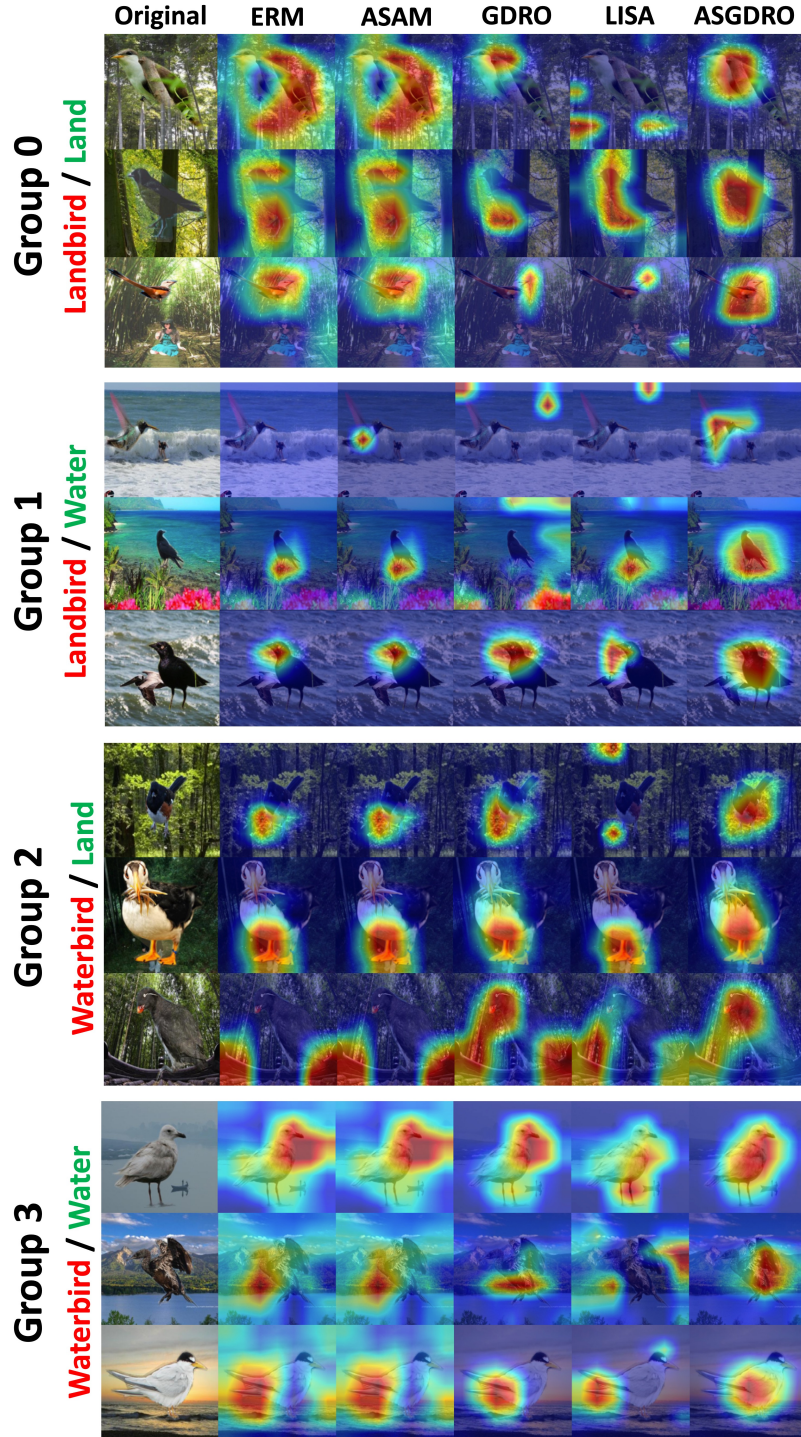 Original ERM ASAM GDRO LISA ASGDRO
Group 0
Landbird / Land
Group 1
Landbird / Water
Group 2
Waterbird / Land
Group 3
Waterbird / Water